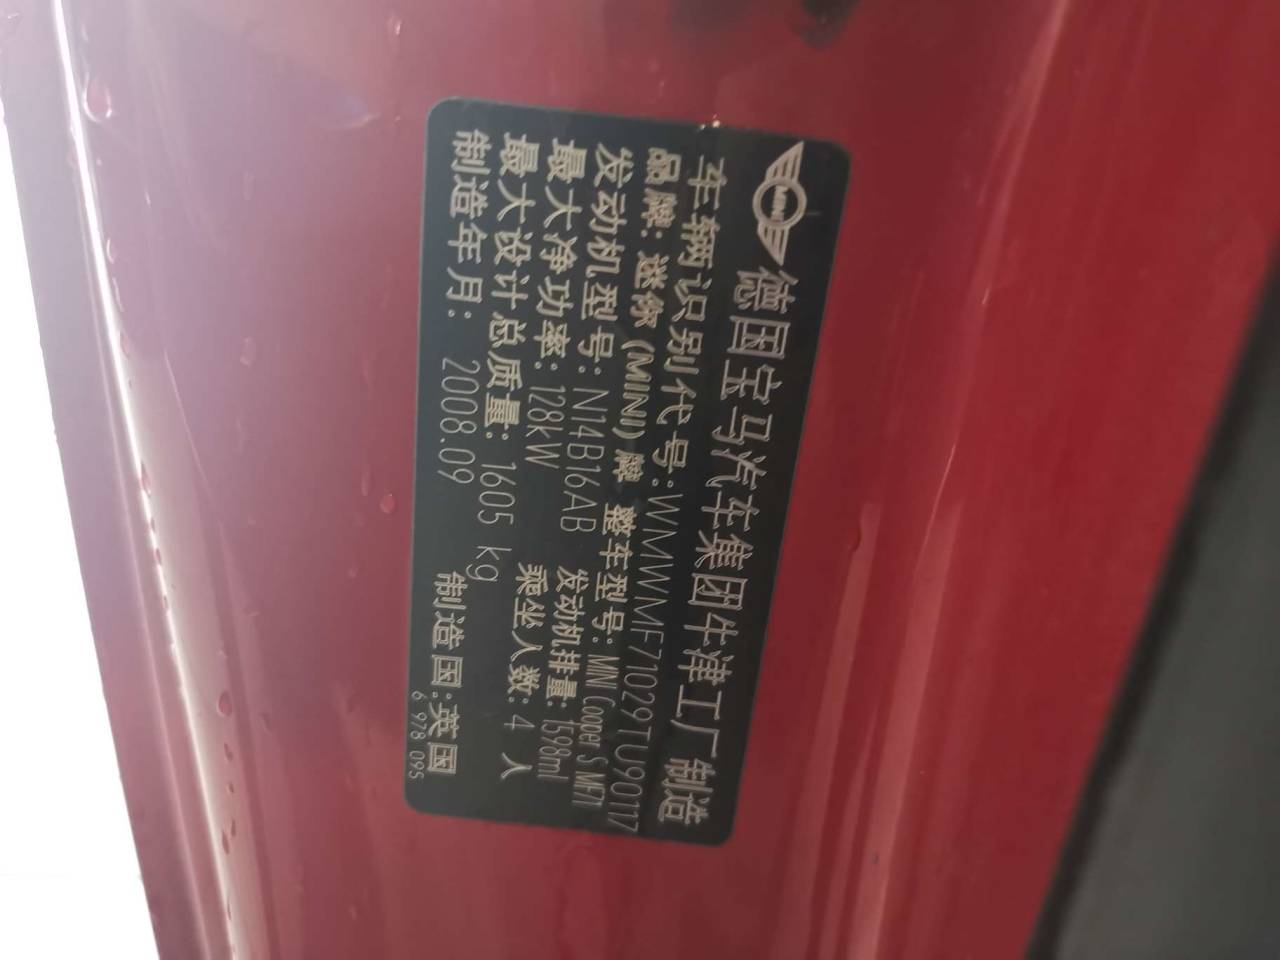 MINI
德国宝马汽车集团牛津工厂 制造
车辆识别代号:WMWMF71029TU90117
品牌: 迷你 (MINI) 牌 整车型号: MINI Cooper S MF71
发动机型号: N14B16AB 发动机排量: 1598ml
最大净功率: 128kW 乘坐人数: 4 人
最大设计总质量: 1605 kg
制造年月: 2008.09 制造国:英国
6 978 095